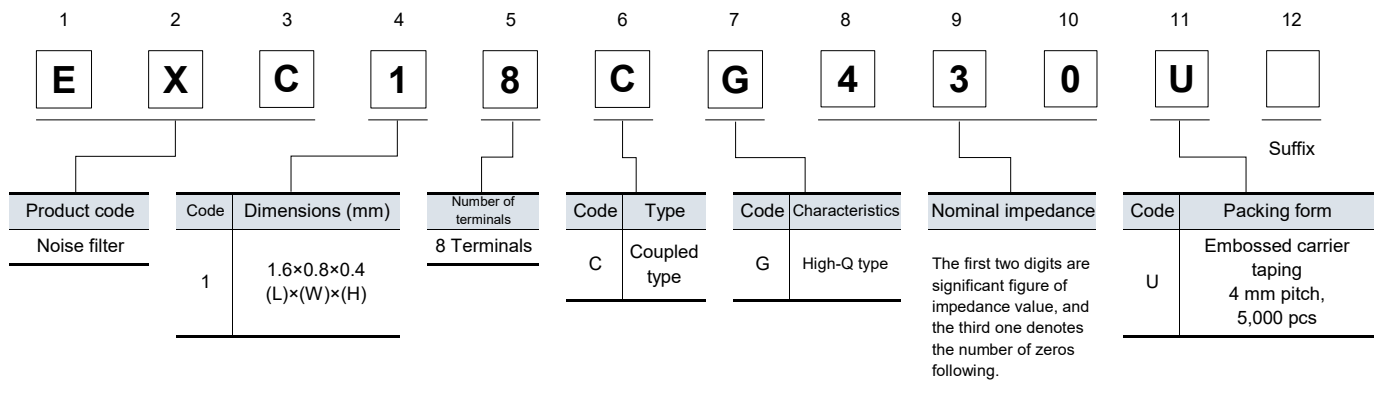 1 2 3 4 5 6 7 8 9 10 11 12
E X C 1 8 C G 4 3 0 U
Suffix
Product code
Noise filter
Code Dimensions (mm)
1 1.6×0.8×0.4
(L)×(W)×(H)
Number of
terminals
8 Terminals
Code Type
C Coupled
type
Code Characteristics
G High-Q type
Nominal impedance
The first two digits are
significant figure of
impedance value, and
the third one denotes
the number of zeros
following.
Code Packing form
U Embossed carrier
taping
4 mm pitch,
5,000 pcs